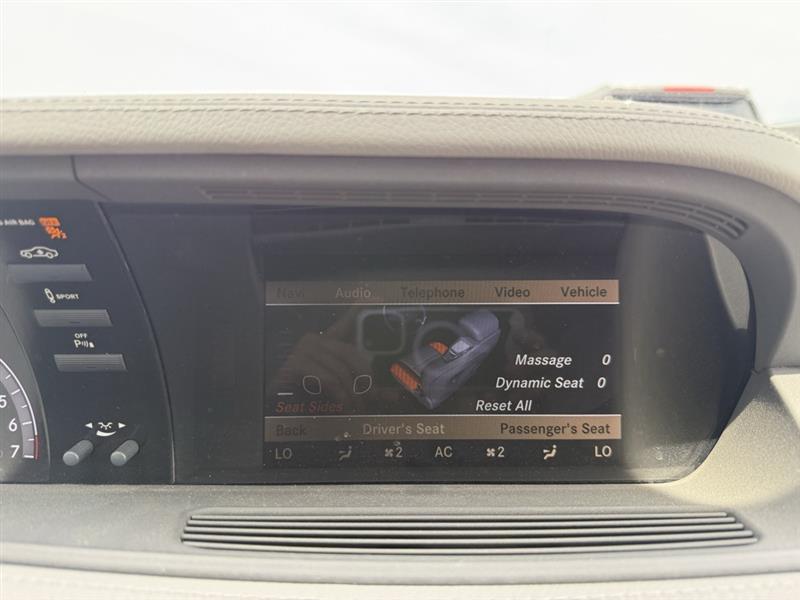 AIR BAG OFF
SPORT
OFF
P
5
6
7
Navi Audio Telephone Video Vehicle
Massage 0
Dynamic Seat 0
Seat Sides Reset All
Back Driver's Seat Passenger's Seat
LO 2 AC 2 LO